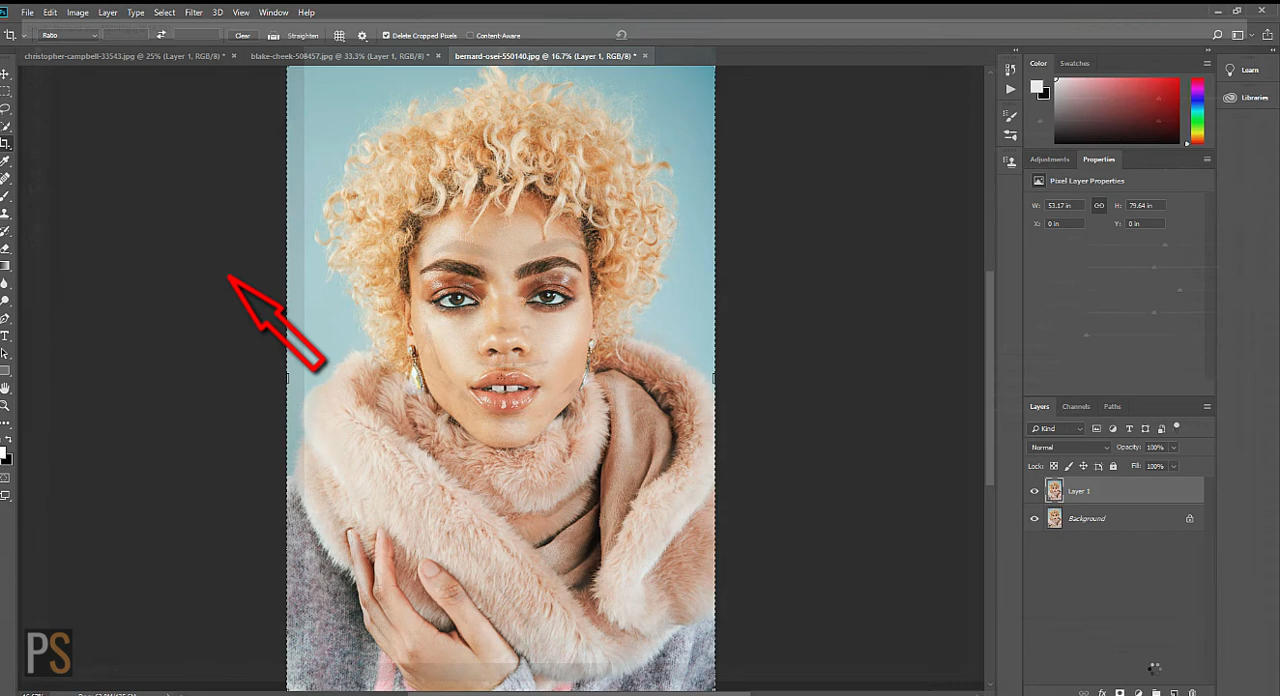 Ps File Edit Image Layer Type Select Filter 3D View Window Help
Ratio Clear Straighten Delete Cropped Pixels Content-Aware
christopher-campbell-33543.jpg @ 25% (Layer 1, RGB/8) * × blake-cheek-508457.jpg @ 33.3% (Layer 1, RGB/8) * × bernard-osei-550140.jpg @ 16.7% (Layer 1, RGB/8) * ×
Color Swatches
Learn
Libraries
Adjustments Properties
Pixel Layer Properties
W: 53.17 in H: 79.64 in
X: 0 in Y: 0 in
Layers Channels Paths
Kind
Normal Opacity: 100%
Lock: Fill: 100%
Layer 1
Background
fx
PS